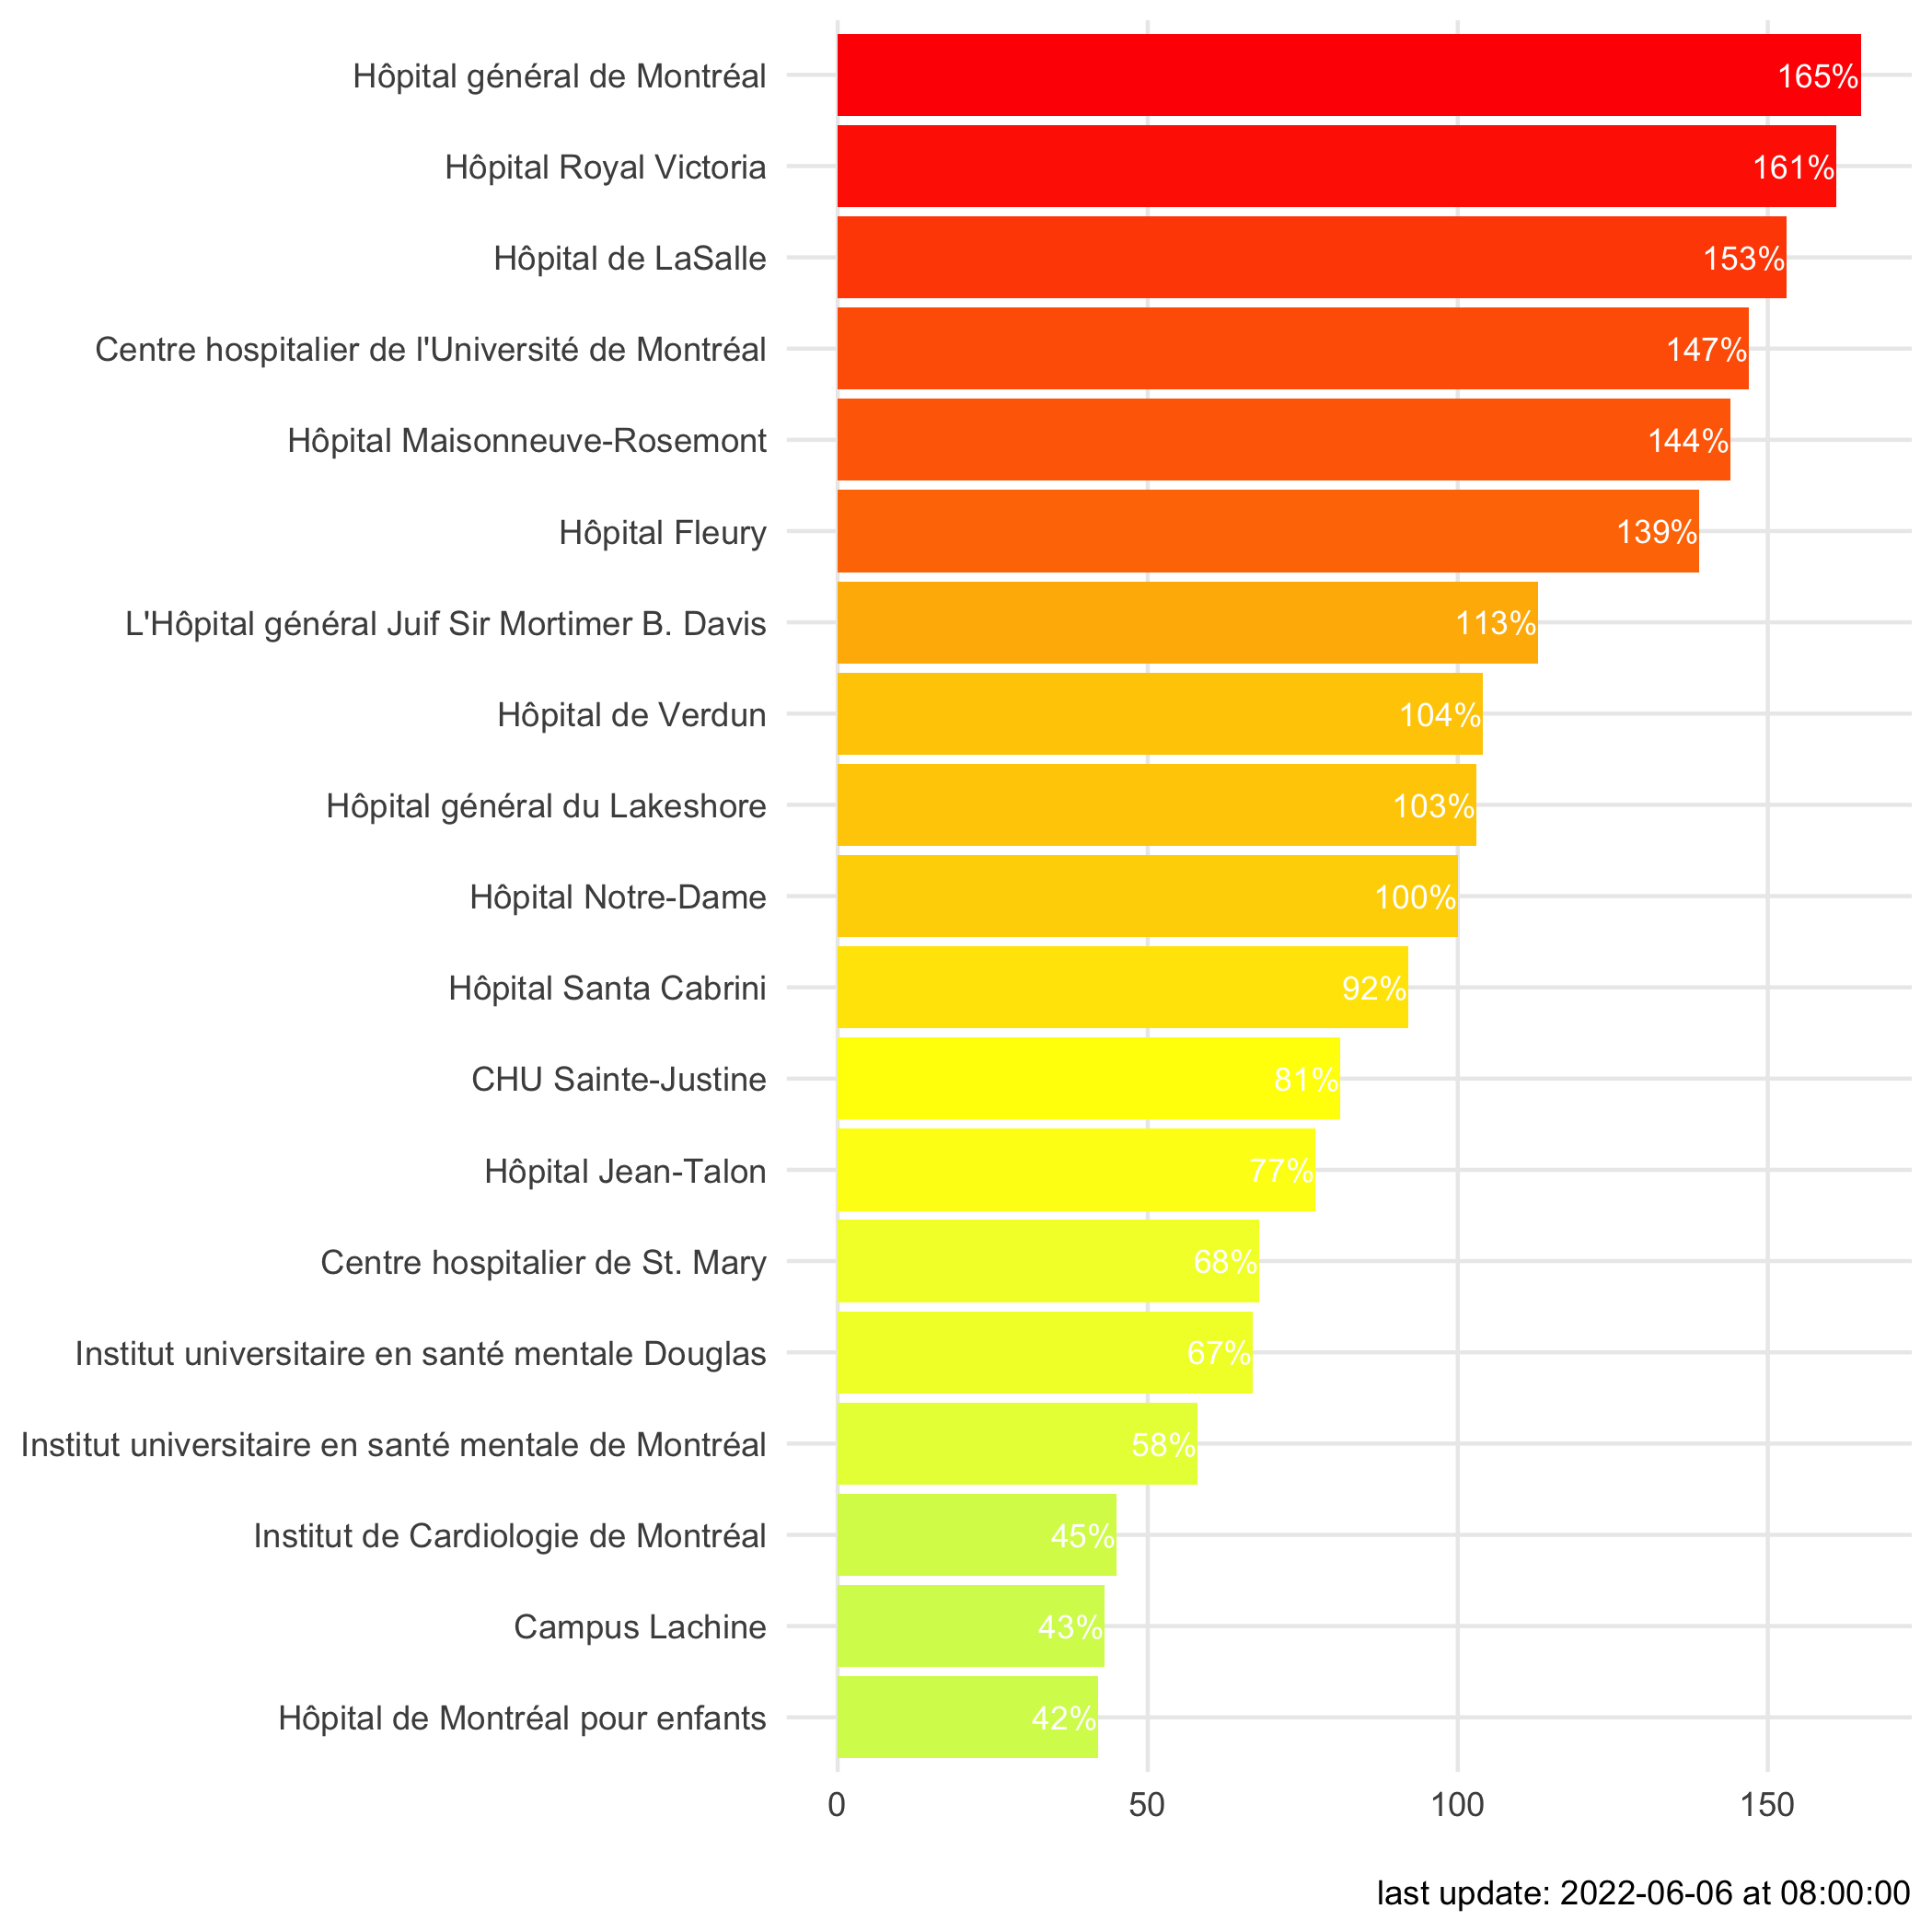 Hôpital général de Montréal 165%
Hôpital Royal Victoria 161%
Hôpital de LaSalle 153%
Centre hospitalier de l'Université de Montréal 147%
Hôpital Maisonneuve-Rosemont 144%
Hôpital Fleury 139%
L'Hôpital général Juif Sir Mortimer B. Davis 113%
Hôpital de Verdun 104%
Hôpital général du Lakeshore 103%
Hôpital Notre-Dame 100%
Hôpital Santa Cabrini 92%
CHU Sainte-Justine 81%
Hôpital Jean-Talon 77%
Centre hospitalier de St. Mary 68%
Institut universitaire en santé mentale Douglas 67%
Institut universitaire en santé mentale de Montréal 58%
Institut de Cardiologie de Montréal 45%
Campus Lachine 43%
Hôpital de Montréal pour enfants 42%
0 50 100 150
last update: 2022-06-06 at 08:00:00